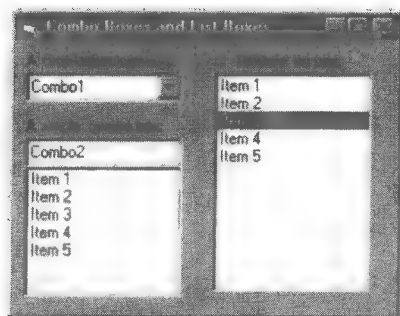 Combo Boxes and List Boxes
A
Combo1
A
Combo2
Item 1
Item 2
Item 3
Item 4
Item 5
Item 1
Item 2
Item 4
Item 5